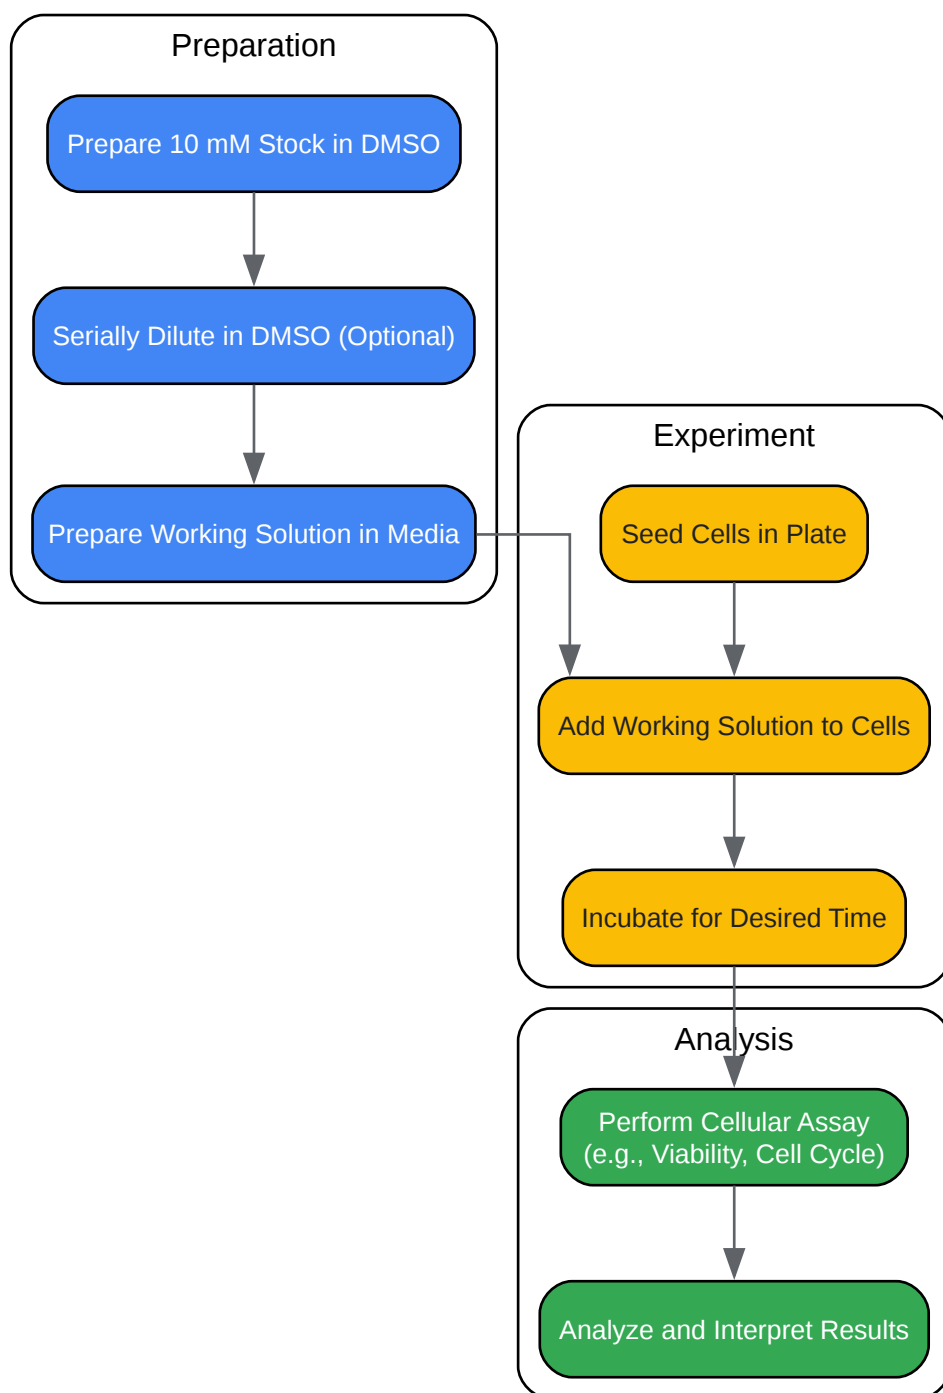 Preparation
Prepare 10 mM Stock in DMSO
Serially Dilute in DMSO (Optional)
Prepare Working Solution in Media
Experiment
Seed Cells in Plate
Add Working Solution to Cells
Incubate for Desired Time
Analysis
Perform Cellular Assay
(e.g., Viability, Cell Cycle)
Analyze and Interpret Results